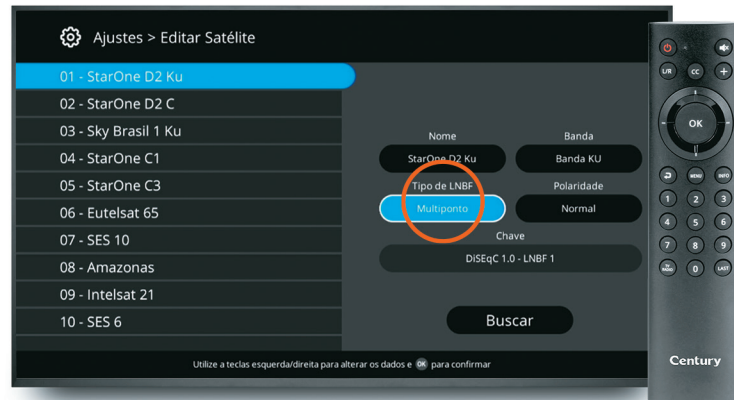 Ajustes > Editar Satélite
01 - StarOne D2 Ku
02 - StarOne D2 C
03 - Sky Brasil 1 Ku
04 - StarOne C1
05 - StarOne C3
06 - Eutelsat 65
07 - SES 10
08 - Amazonas
09 - Intelsat 21
10 - SES 6
Nome Banda
StarOne D2 Ku Banda KU
Tipo de LNBF Polaridade
Multiponto Normal
Chave
DiSEqC 1.0 - LNBF 1
Buscar
Utilize a teclas esquerda/direita para alterar os dados e OK para confirmar
L/R CC +
OK
MENU INFO
1 2 3
4 5 6
7 8 9
TV RADIO 0 LAST
Century